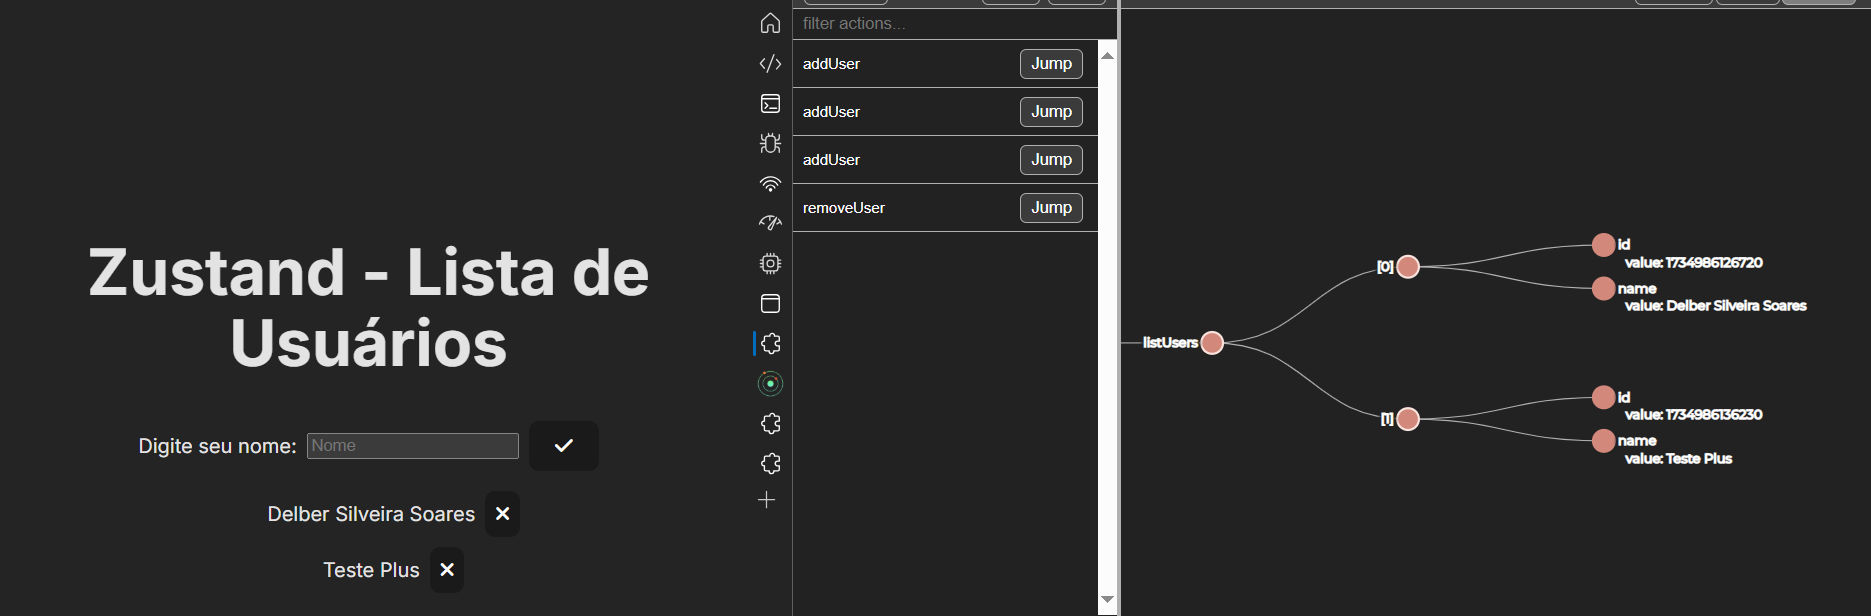 Zustand - Lista de
Usuários
Digite seu nome:
Nome
Delber Silveira Soares
Teste Plus
filter actions...
addUser
Jump
addUser
Jump
addUser
Jump
removeUser
Jump
listUsers
[0]
id
value: 1734986126720
name
value: Delber Silveira Soares
[1]
id
value: 1734986136230
name
value: Teste Plus